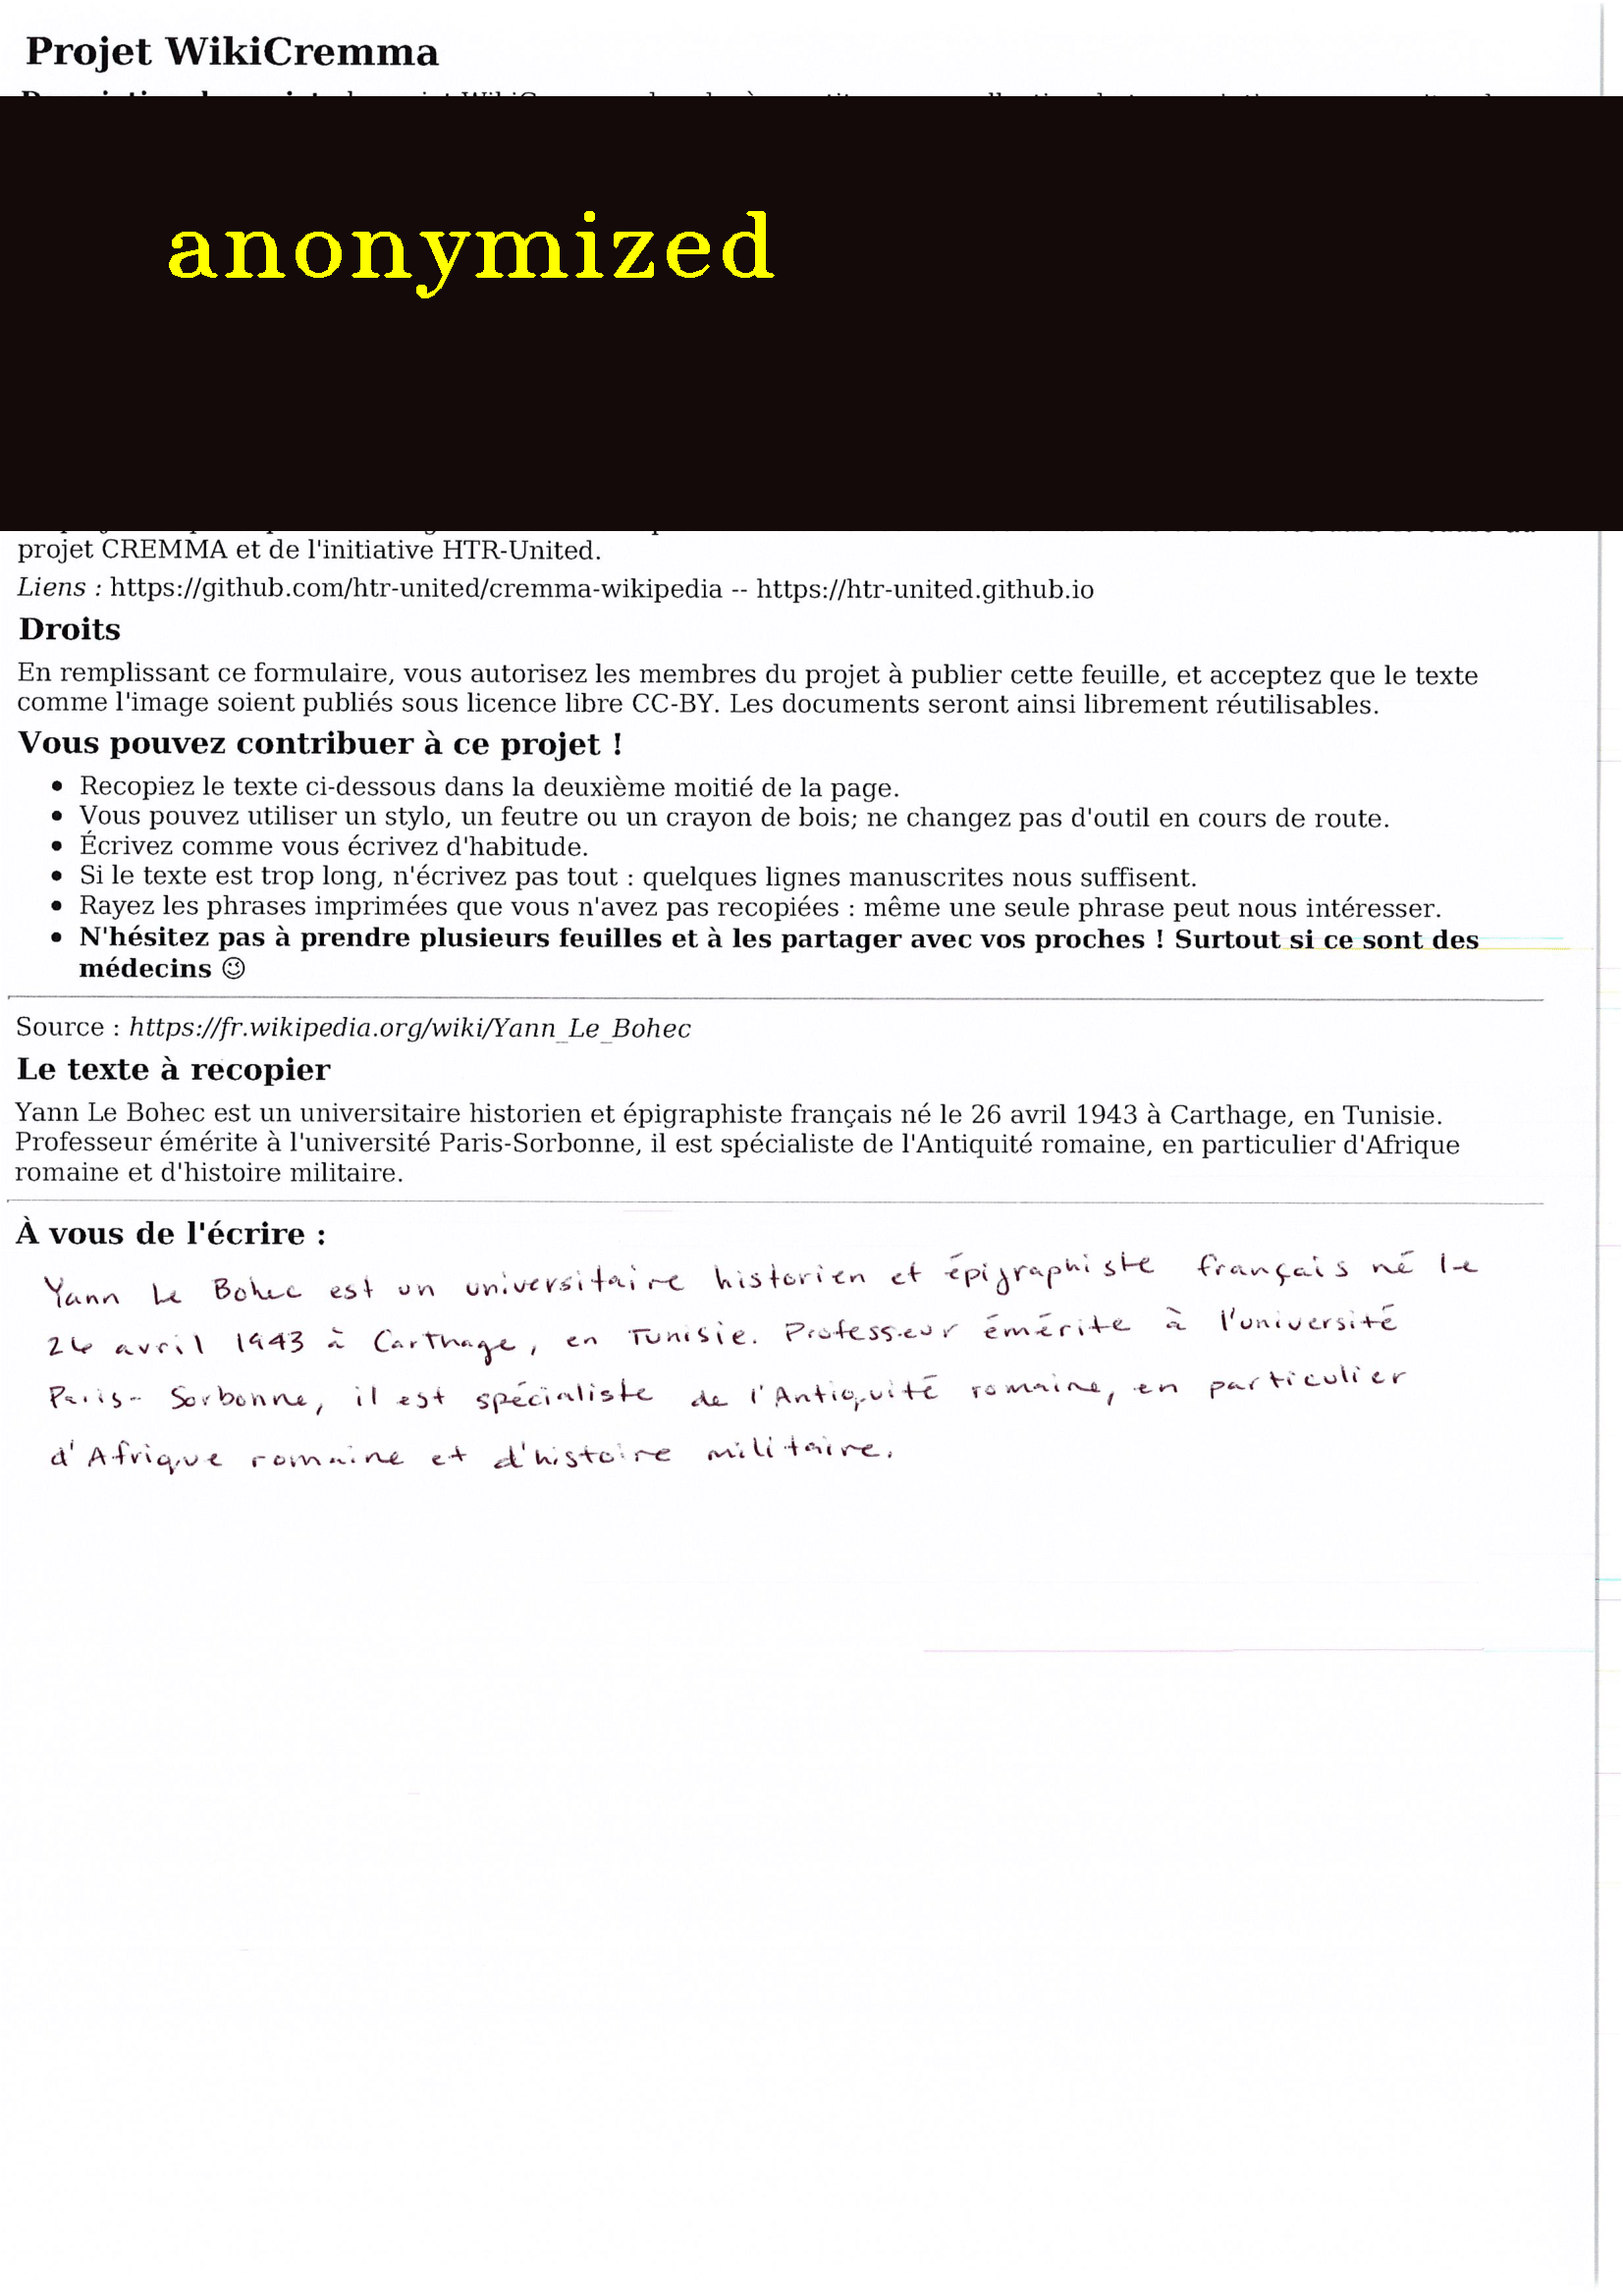 Projet WikiCremma
anonymized
projet CREMMA et de l'initiative HTR-United.
Liens : https://github.com/htr-united/cremma-wikipedia -- https://htr-united.github.io
Droits
En remplissant ce formulaire, vous autorisez les membres du projet à publier cette feuille, et acceptez que le texte
comme l'image soient publiés sous licence libre CC-BY. Les documents seront ainsi librement réutilisables.
Vous pouvez contribuer à ce projet !
• Recopiez le texte ci-dessous dans la deuxième moitié de la page.
• Vous pouvez utiliser un stylo, un feutre ou un crayon de bois; ne changez pas d'outil en cours de route.
• Écrivez comme vous écrivez d'habitude.
• Si le texte est trop long, n'écrivez pas tout : quelques lignes manuscrites nous suffisent.
• Rayez les phrases imprimées que vous n'avez pas recopiées : même une seule phrase peut nous intéresser.
• N'hésitez pas à prendre plusieurs feuilles et à les partager avec vos proches ! Surtout si ce sont des
médecins ☺
Source : https://fr.wikipedia.org/wiki/Yann_Le_Bohec
Le texte à recopier
Yann Le Bohec est un universitaire historien et épigraphiste français né le 26 avril 1943 à Carthage, en Tunisie.
Professeur émérite à l'université Paris-Sorbonne, il est spécialiste de l'Antiquité romaine, en particulier d'Afrique
romaine et d'histoire militaire.
À vous de l'écrire :
Yann Le Bohec est un universitaire historien et épigraphiste français né le
26 avril 1943 à Carthage, en Tunisie. Professeur émérite à l'université
Paris-Sorbonne, il est spécialiste de l'Antiquité romaine, en particulier
d'Afrique romaine et d'histoire militaire.